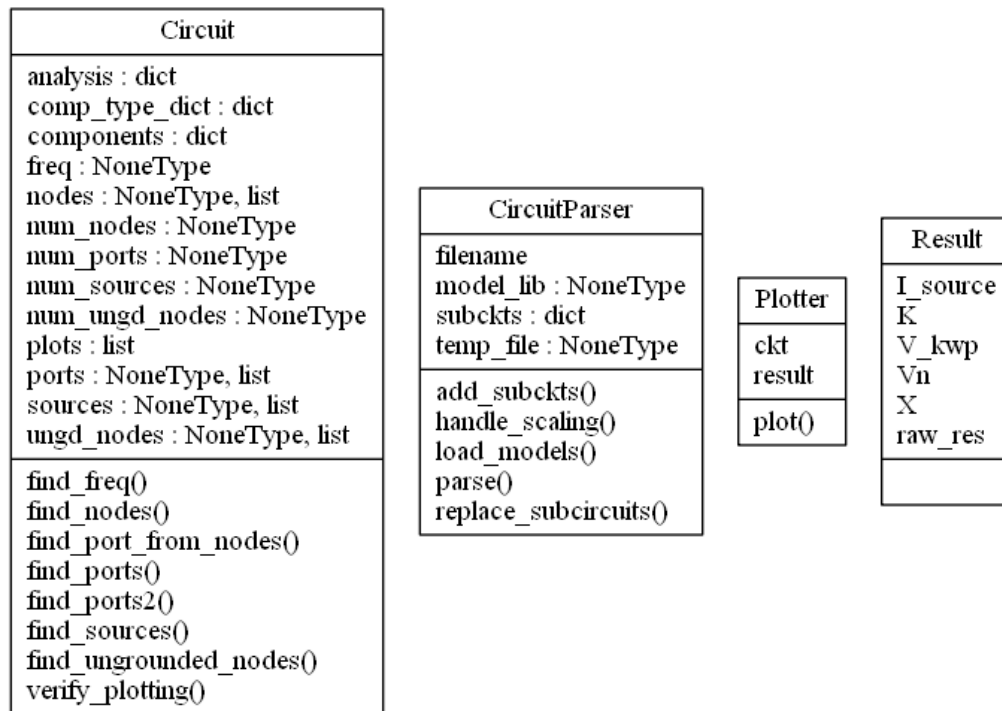 Circuit
analysis : dict
comp_type_dict : dict
components : dict
freq : NoneType
nodes : NoneType, list
num_nodes : NoneType
num_ports : NoneType
num_sources : NoneType
num_ungd_nodes : NoneType
plots : list
ports : NoneType, list
sources : NoneType, list
ungd_nodes : NoneType, list
find_freq()
find_nodes()
find_port_from_nodes()
find_ports()
find_ports2()
find_sources()
find_ungrounded_nodes()
verify_plotting()
CircuitParser
filename
model_lib : NoneType
subckts : dict
temp_file : NoneType
add_subckts()
handle_scaling()
load_models()
parse()
replace_subcircuits()
Plotter
ckt
result
plot()
Result
I_source
K
V_kwp
Vn
X
raw_res